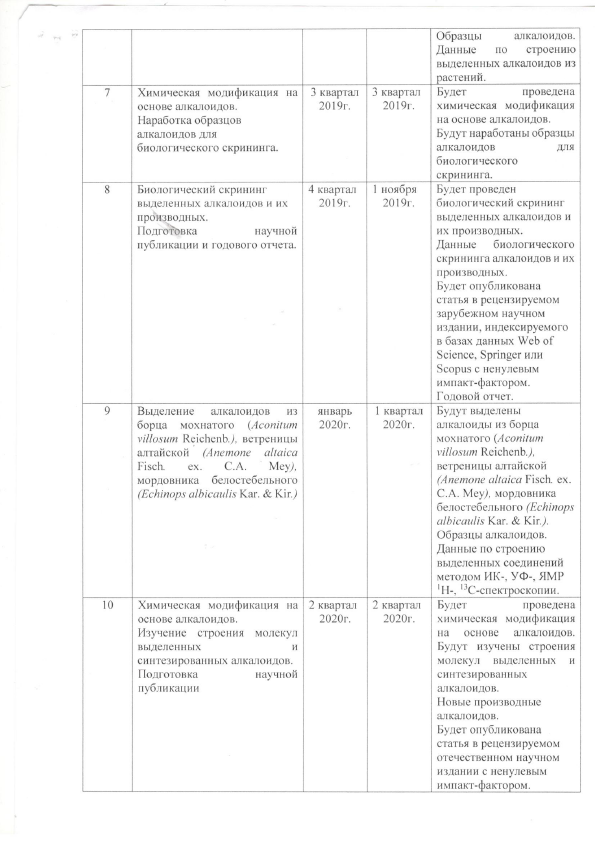 Образцы алкалоидов.
Данные по строению
выделенных алкалоидов из
растений.
7
Химическая модификация на
основе алкалоидов.
Наработка образцов
алкалоидов для
биологического скрининга.
3 квартал
2019г.
3 квартал
2019г.
Будет проведена
химическая модификация
на основе алкалоидов.
Будут наработаны образцы
алкалоидов для
биологического
скрининга.
8
Биологический скрининг
выделенных алкалоидов и их
производных.
Подготовка научной
публикации и годового отчета.
4 квартал
2019г.
1 ноября
2019г.
Будет проведен
биологический скрининг
выделенных алкалоидов и
их производных.
Данные биологического
скрининга алкалоидов и их
производных.
Будет опубликована
статья в рецензируемом
зарубежном научном
издании, индексируемого
в базах данных Web of
Science, Springer или
Scopus с ненулевым
импакт-фактором.
Годовой отчет.
9
Выделение алкалоидов из
борца мохнатого (Aconitum
villosum Reichenb.), ветреницы
алтайской (Anemone altaica
Fisch. ex. C.A. Mey),
мордовника белостебельного
(Echinops albicaulis Kar. & Kir.)
январь
2020г.
1 квартал
2020г.
Будут выделены
алкалоиды из борца
мохнатого (Aconitum
villosum Reichenb.),
ветреницы алтайской
(Anemone altaica Fisch. ex.
C.A. Mey), мордовника
белостебельного (Echinops
albicaulis Kar. & Kir.).
Образцы алкалоидов.
Данные по строению
выделенных соединений
методом ИК-, УФ-, ЯМР
¹H-, ¹³C-спектроскопии.
10
Химическая модификация на
основе алкалоидов.
Изучение строения молекул
выделенных и
синтезированных алкалоидов.
Подготовка научной
публикации
2 квартал
2020г.
2 квартал
2020г.
Будет проведена
химическая модификация
на основе алкалоидов.
Будут изучены строения
молекул выделенных и
синтезированных
алкалоидов.
Новые производные
алкалоидов.
Будет опубликована
статья в рецензируемом
отечественном научном
издании с ненулевым
импакт-фактором.